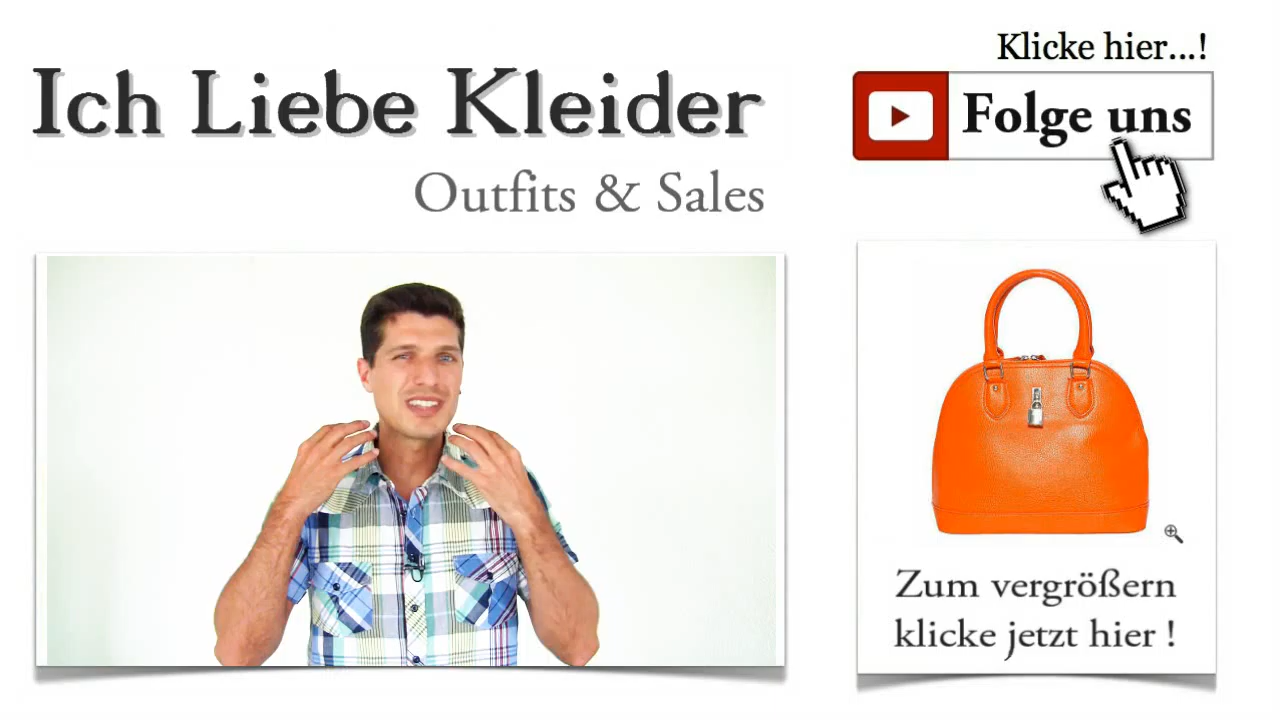 Ich Liebe Kleider
Outfits & Sales
Klicke hier...!
Folge uns
Zum vergrößern
klicke jetzt hier !